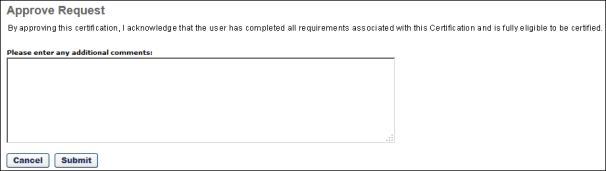 Approve Request
By approving this certification, I acknowledge that the user has completed all requirements associated with this Certification and is fully eligible to be certified.
Please enter any additional comments:
Cancel Submit